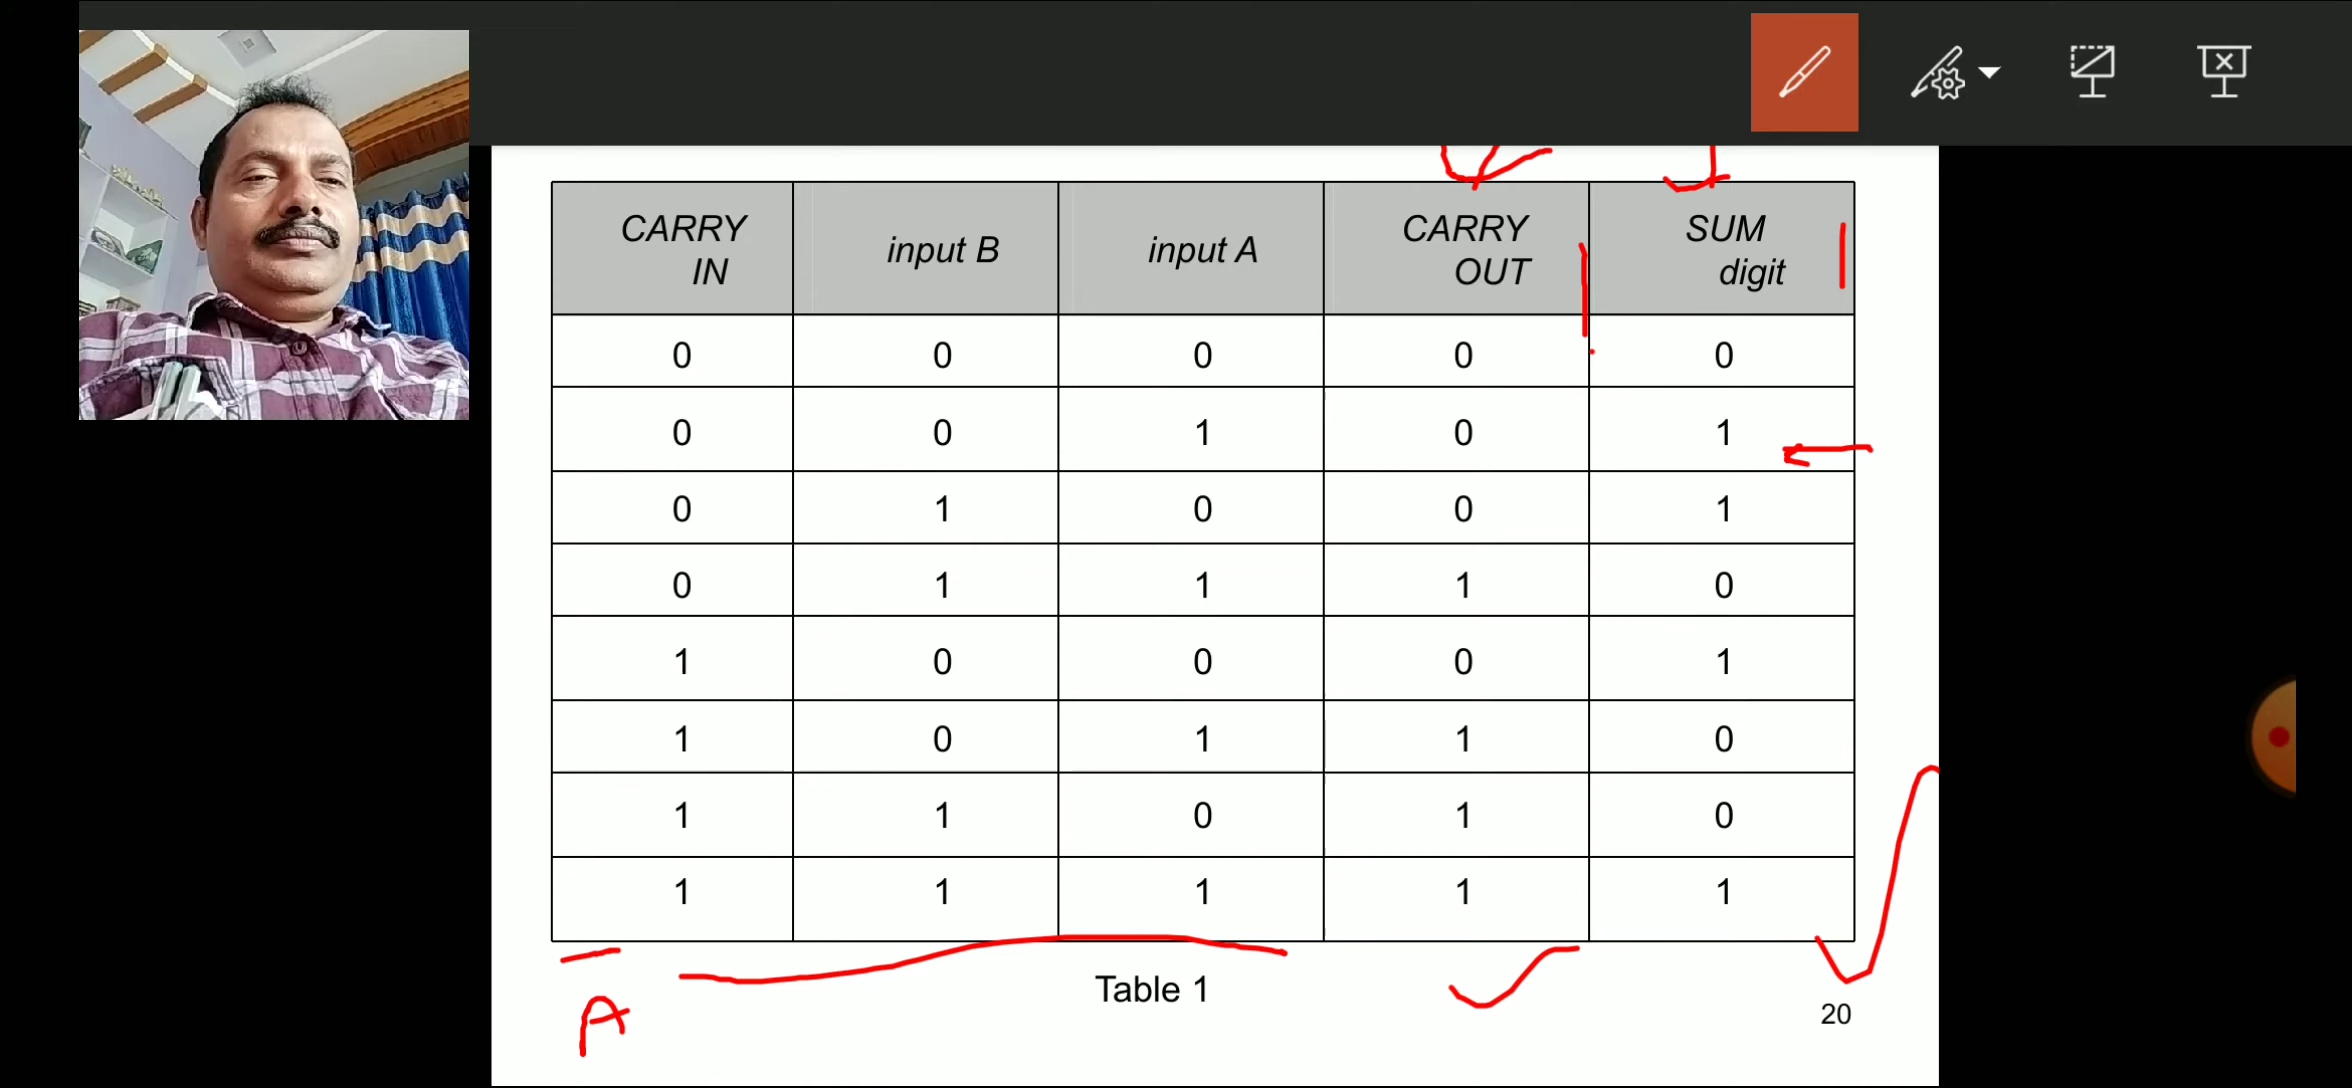 CARRY IN input B input A CARRY OUT SUM digit
0 0 0 0 0
0 0 1 0 1
0 1 0 0 1
0 1 1 1 0
1 0 0 0 1
1 0 1 1 0
1 1 0 1 0
1 1 1 1 1
Table 1
A
20